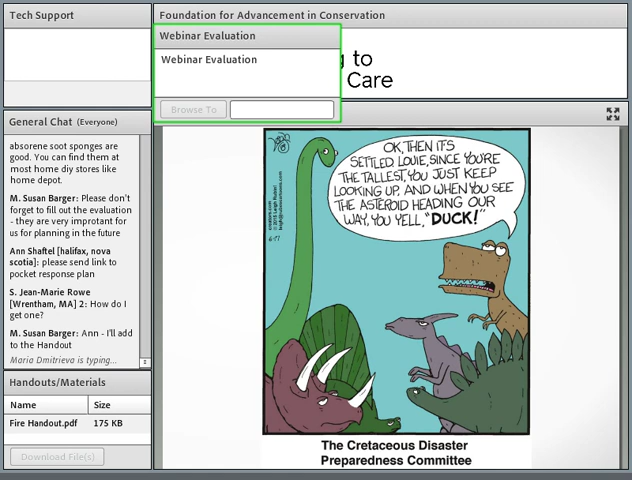 Tech Support
Foundation for Advancement in Conservation
Webinar Evaluation
Webinar Evaluation
to
Care
Browse To
General Chat (Everyone)
absorene soot sponges are
good. You can find them at
most home diy stores like
home depot.
M. Susan Barger: Please don't
forget to fill out the evaluation
- they are very improtant for
us for planning in the future
Ann Shaftel [halifax, nova
scotia]: please send link to
pocket response plan
S. Jean-Marie Rowe
[Wrentham, MA] 2: How do I
get one?
M. Susan Barger: Ann - I'll add
to the Handout
Maria Dmitrieva is typing...
Handouts/Materials
Name Size
Fire Handout.pdf 175 KB
Download File(s)
OK, THEN IT'S
SETTLED. LOUIE, SINCE YOU'RE
THE TALLEST, YOU JUST KEEP
LOOKING UP. AND WHEN YOU SEE
THE ASTEROID HEADING OUR
WAY, YOU YELL, "DUCK!"
6-17
The Cretaceous Disaster
Preparedness Committee